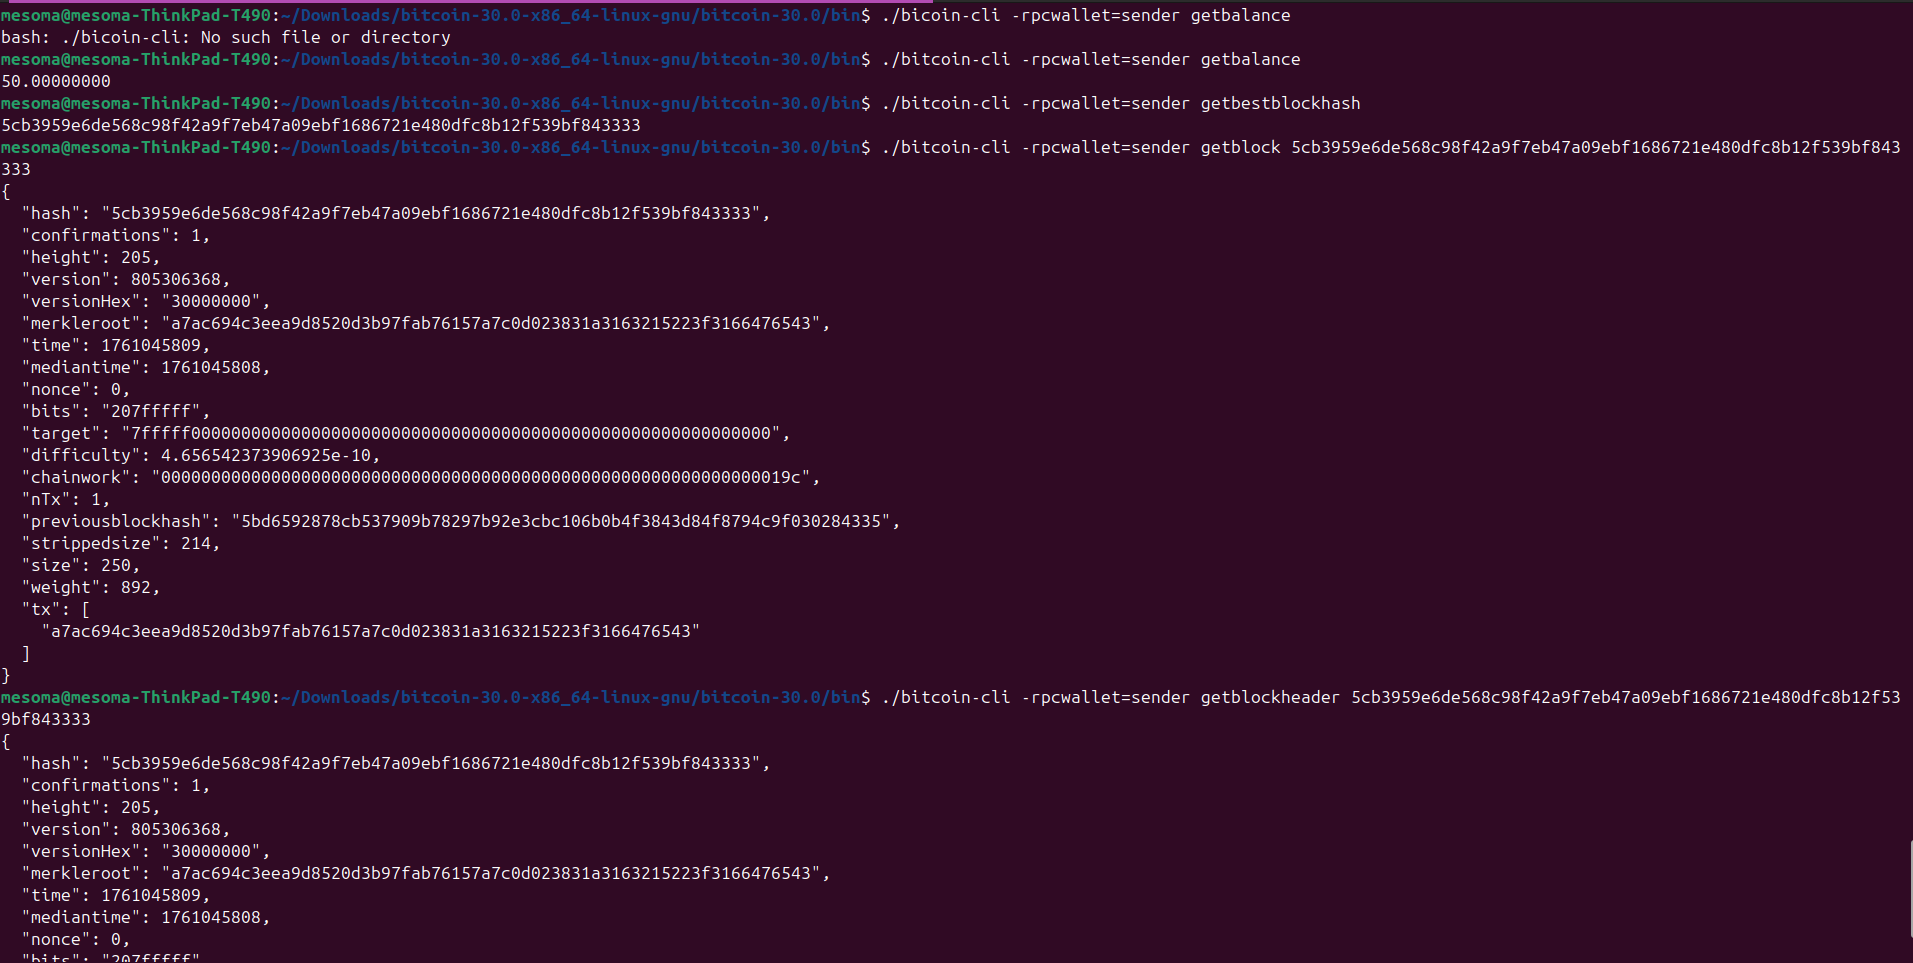 mesoma@mesoma-ThinkPad-T490:~/Downloads/bitcoin-30.0-x86_64-linux-gnu/bitcoin-30.0/bin$ ./bicoin-cli -rpcwallet=sender getbalance
bash: ./bicoin-cli: No such file or directory
mesoma@mesoma-ThinkPad-T490:~/Downloads/bitcoin-30.0-x86_64-linux-gnu/bitcoin-30.0/bin$ ./bitcoin-cli -rpcwallet=sender getbalance
50.00000000
mesoma@mesoma-ThinkPad-T490:~/Downloads/bitcoin-30.0-x86_64-linux-gnu/bitcoin-30.0/bin$ ./bitcoin-cli -rpcwallet=sender getbestblockhash
5cb3959e6de568c98f42a9f7eb47a09ebf1686721e480dfc8b12f539bf843333
mesoma@mesoma-ThinkPad-T490:~/Downloads/bitcoin-30.0-x86_64-linux-gnu/bitcoin-30.0/bin$ ./bitcoin-cli -rpcwallet=sender getblock 5cb3959e6de568c98f42a9f7eb47a09ebf1686721e480dfc8b12f539bf843
333
{
  "hash": "5cb3959e6de568c98f42a9f7eb47a09ebf1686721e480dfc8b12f539bf843333",
  "confirmations": 1,
  "height": 205,
  "version": 805306368,
  "versionHex": "30000000",
  "merkleroot": "a7ac694c3eea9d8520d3b97fab76157a7c0d023831a3163215223f3166476543",
  "time": 1761045809,
  "mediantime": 1761045808,
  "nonce": 0,
  "bits": "207fffff",
  "target": "7fffff0000000000000000000000000000000000000000000000000000000000",
  "difficulty": 4.656542373906925e-10,
  "chainwork": "000000000000000000000000000000000000000000000000000000000000019c",
  "nTx": 1,
  "previousblockhash": "5bd6592878cb537909b78297b92e3cbc106b0b4f3843d84f8794c9f030284335",
  "strippedsize": 214,
  "size": 250,
  "weight": 892,
  "tx": [
    "a7ac694c3eea9d8520d3b97fab76157a7c0d023831a3163215223f3166476543"
  ]
}
mesoma@mesoma-ThinkPad-T490:~/Downloads/bitcoin-30.0-x86_64-linux-gnu/bitcoin-30.0/bin$ ./bitcoin-cli -rpcwallet=sender getblockheader 5cb3959e6de568c98f42a9f7eb47a09ebf1686721e480dfc8b12f53
9bf843333
{
  "hash": "5cb3959e6de568c98f42a9f7eb47a09ebf1686721e480dfc8b12f539bf843333",
  "confirmations": 1,
  "height": 205,
  "version": 805306368,
  "versionHex": "30000000",
  "merkleroot": "a7ac694c3eea9d8520d3b97fab76157a7c0d023831a3163215223f3166476543",
  "time": 1761045809,
  "mediantime": 1761045808,
  "nonce": 0,
  "bits": "207fffff"